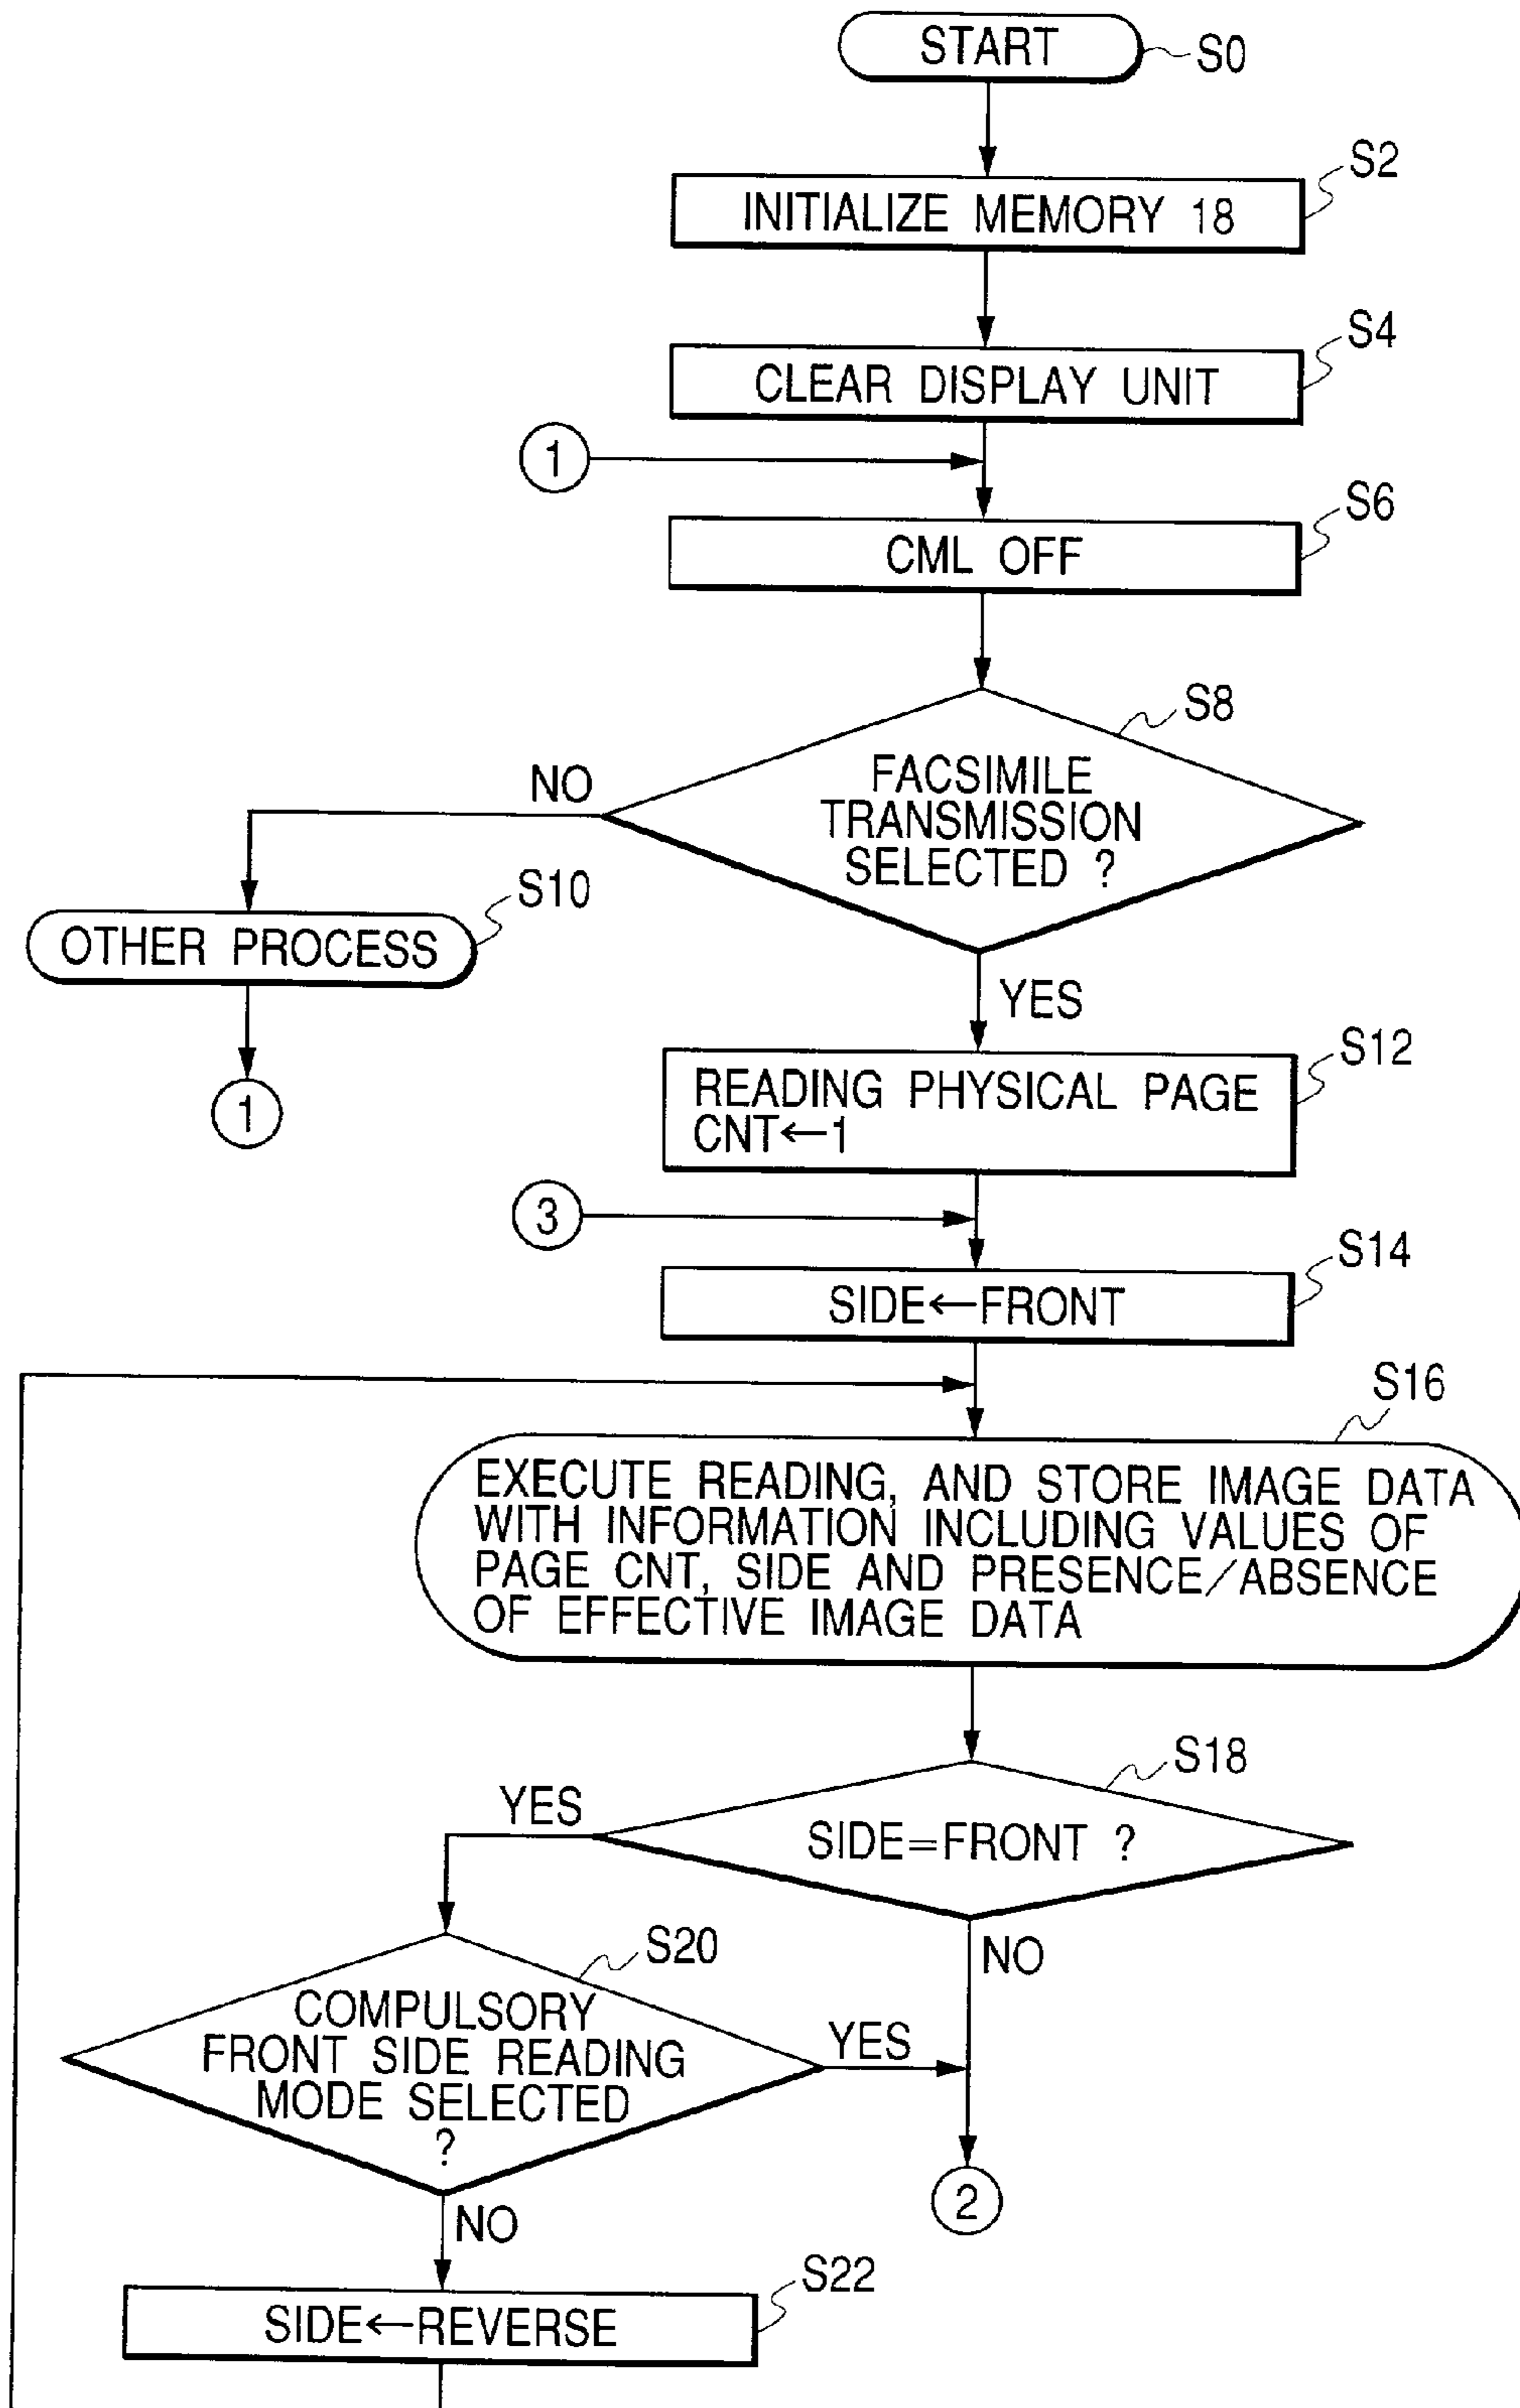 START
S0
S2
INITIALIZE MEMORY 18
S4
CLEAR DISPLAY UNIT
1
S6
CML OFF
S8
NO
FACSIMILE
TRANSMISSION
SELECTED ?
S10
OTHER PROCESS
YES
1
S12
READING PHYSICAL PAGE
CNT←1
3
S14
SIDE←FRONT
S16
EXECUTE READING, AND STORE IMAGE DATA
WITH INFORMATION INCLUDING VALUES OF
PAGE CNT, SIDE AND PRESENCE/ABSENCE
OF EFFECTIVE IMAGE DATA
S18
YES
SIDE=FRONT ?
NO
S20
COMPULSORY
FRONT SIDE READING
MODE SELECTED
?
YES
2
NO
S22
SIDE←REVERSE